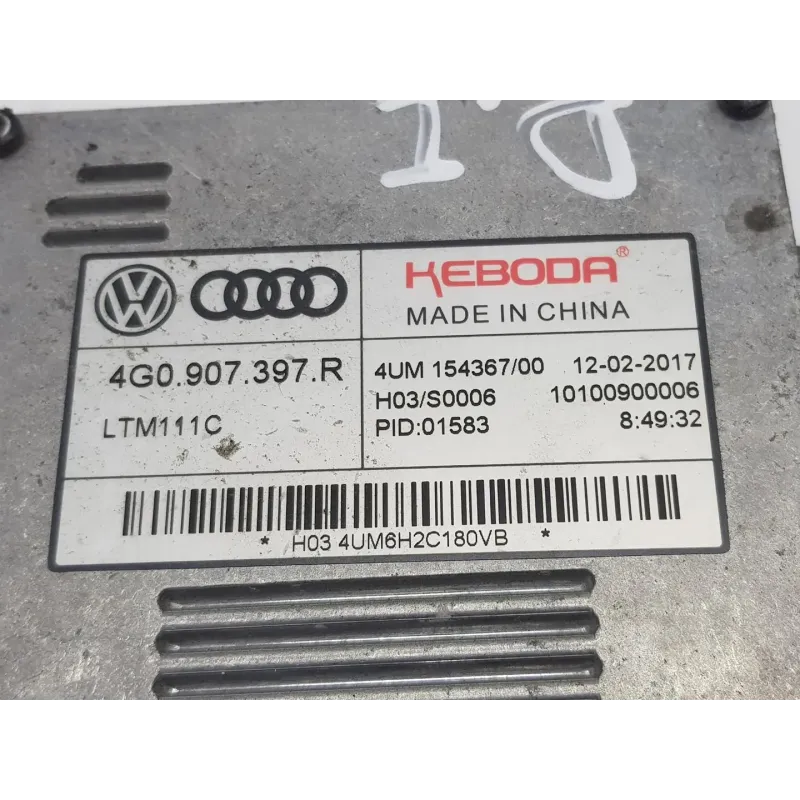 D.I
KEBODA®
MADE IN CHINA
4G0.907.397.R
LTM111C
4UM 154367/00 12-02-2017
H03/S0006 10100900006
PID:01583 8:49:32
* H03 4UM6H2C180VB *